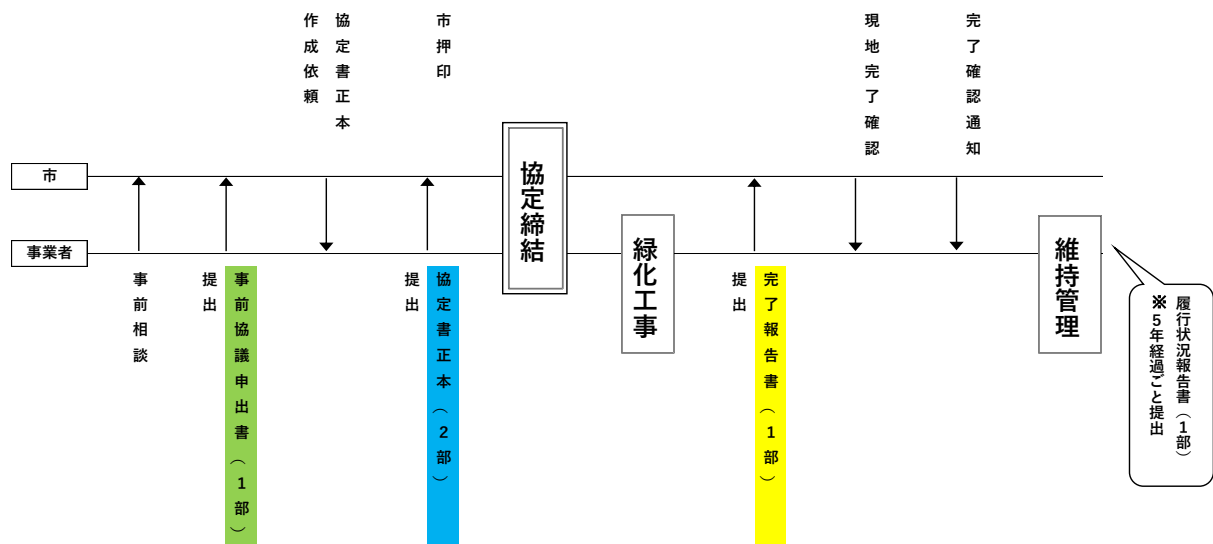 協定書正本
作成依頼
市押印
現地完了確認
完了確認通知
市
事業者
協定締結
緑化工事
維持管理
事前相談
事前協議申出書（1部）
提出
協定書正本（2部）
提出
完了報告書（1部）
提出
履行状況報告書（1部）
※5年経過ごと提出